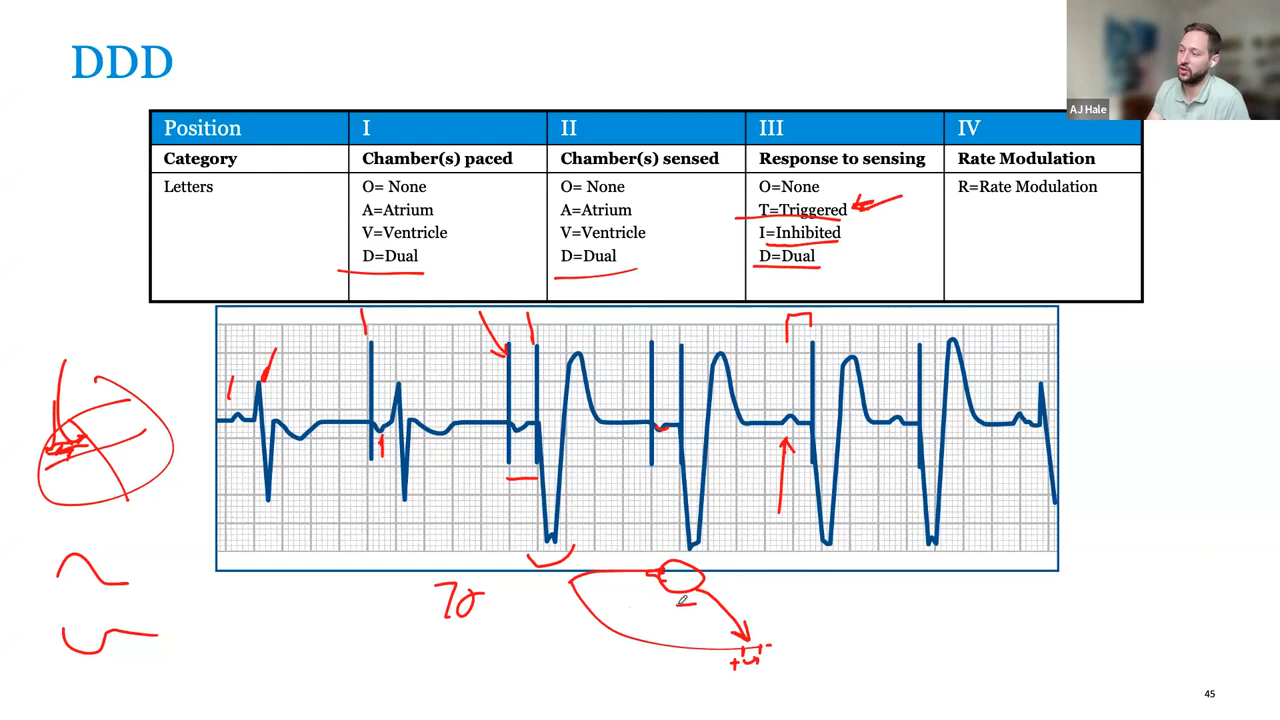 DDD
AJ Hale
Position I II III IV
Category Chamber(s) paced Chamber(s) sensed Response to sensing Rate Modulation
Letters O= None O= None O=None R=Rate Modulation
A=Atrium A=Atrium T=Triggered
V=Ventricle V=Ventricle I=Inhibited
D=Dual D=Dual D=Dual
+ -
45